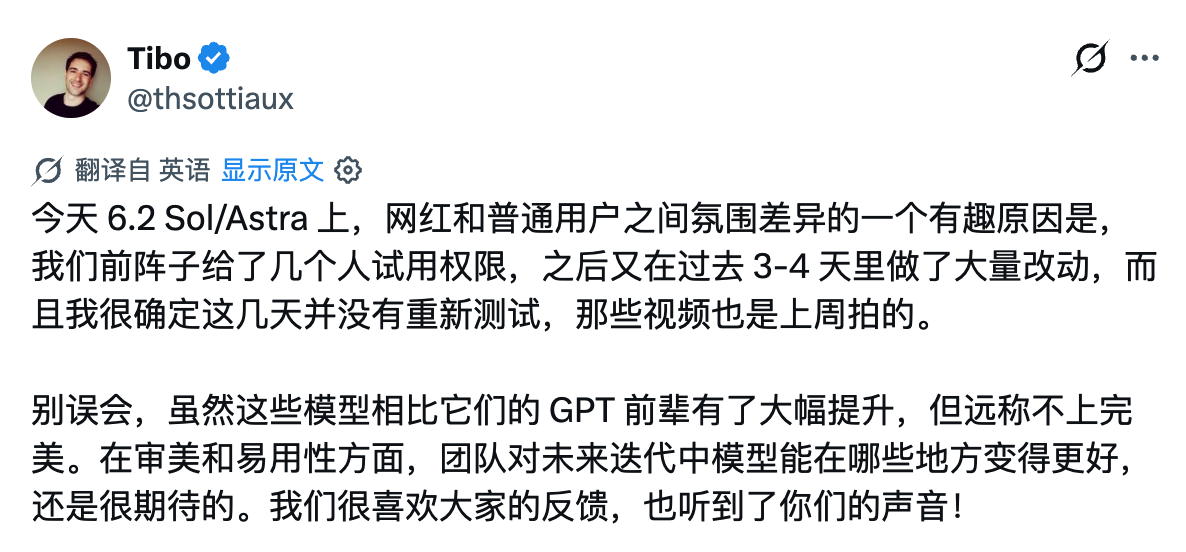 Tibo
@thsottiaux
翻译自 英语 显示原文
今天 6.2 Sol/Astra 上，网红和普通用户之间氛围差异的一个有趣原因是，
我们前阵子给了几个人试用权限，之后又在过去 3-4 天里做了大量改动，而
且我很确定这几天并没有重新测试，那些视频也是上周拍的。
别误会，虽然这些模型相比它们的 GPT 前辈有了大幅提升，但远称不上完
美。在审美和易用性方面，团队对未来迭代中模型能在哪些地方变得更好，
还是很期待的。我们很喜欢大家的反馈，也听到了你们的声音！